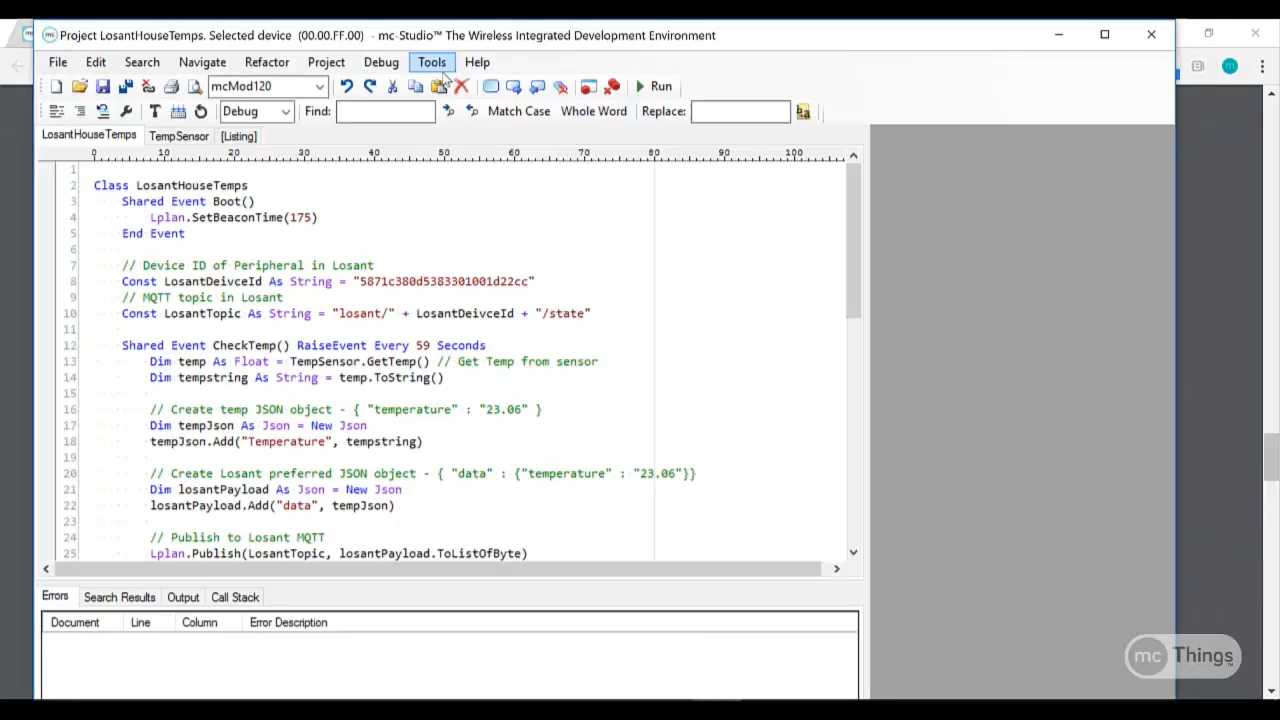 Project LosantHouseTemps. Selected device (00.00.FF.00) - mc-Studio™ The Wireless Integrated Development Environment
File Edit Search Navigate Refactor Project Debug Tools Help
mcMod120 Run
Debug Find: Match Case Whole Word Replace:
LosantHouseTemps TempSensor [Listing]
0 10 20 30 40 50 60 70 80 90 100
1
2 Class LosantHouseTemps
3 Shared Event Boot()
4 Lplan.SetBeaconTime(175)
5 End Event
6
7 // Device ID of Peripheral in Losant
8 Const LosantDeivceId As String = "5871c380d5383301001d22cc"
9 // MQTT topic in Losant
10 Const LosantTopic As String = "losant/" + LosantDeivceId + "/state"
11
12 Shared Event CheckTemp() RaiseEvent Every 59 Seconds
13 Dim temp As Float = TempSensor.GetTemp() // Get Temp from sensor
14 Dim tempstring As String = temp.ToString()
15
16 // Create temp JSON object - { "temperature" : "23.06" }
17 Dim tempJson As Json = New Json
18 tempJson.Add("Temperature", tempstring)
19
20 // Create Losant preferred JSON object - { "data" : {"temperature" : "23.06"}}
21 Dim losantPayload As Json = New Json
22 losantPayload.Add("data", tempJson)
23
24 // Publish to Losant MQTT
25 Lplan.Publish(LosantTopic, losantPayload.ToListOfByte)
Errors Search Results Output Call Stack
Document Line Column Error Description
mc Things™